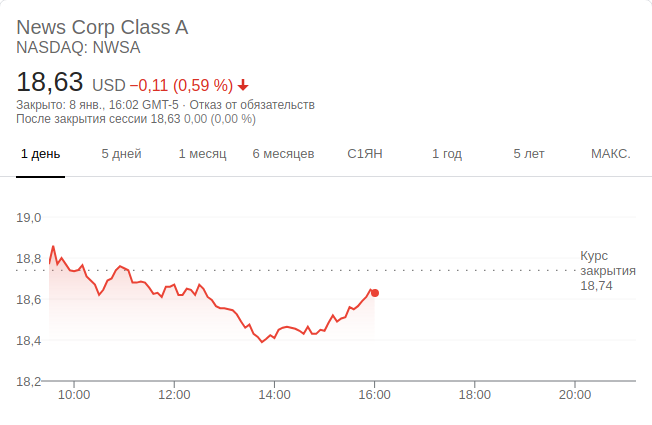 News Corp Class A
NASDAQ: NWSA
18,63 USD −0,11 (0,59 %)
Закрыто: 8 янв., 16:02 GMT-5 · Отказ от обязательств
После закрытия сессии 18,63 0,00 (0,00 %)
1 день 5 дней 1 месяц 6 месяцев С1ЯН 1 год 5 лет МАКС.
19,0
18,8
18,6
18,4
18,2
Курс
закрытия
18,74
10:00 12:00 14:00 16:00 18:00 20:00